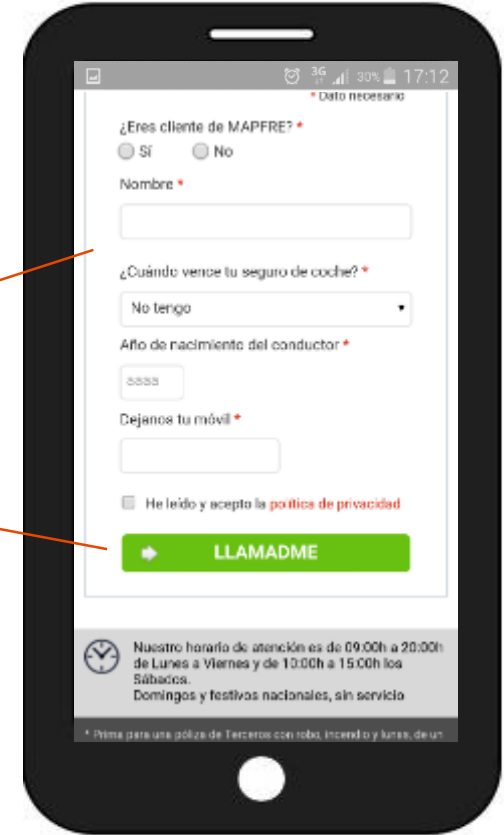 3G 30% 17:12
* Dato necesario
¿Eres cliente de MAPFRE? *
Sí No
Nombre *
¿Cuándo vence tu seguro de coche? *
No tengo
Año de nacimiento del conductor *
aaaa
Dejanos tu móvil *
He leído y acepto la política de privacidad
LLAMADME
Nuestro horario de atención es de 09:00h a 20:00h
de Lunes a Viernes y de 10:00h a 15:00h los
Sábados.
Domingos y festivos nacionales, sin servicio
* Prima para una póliza de Terceros con robo, incendio y lunas, de un